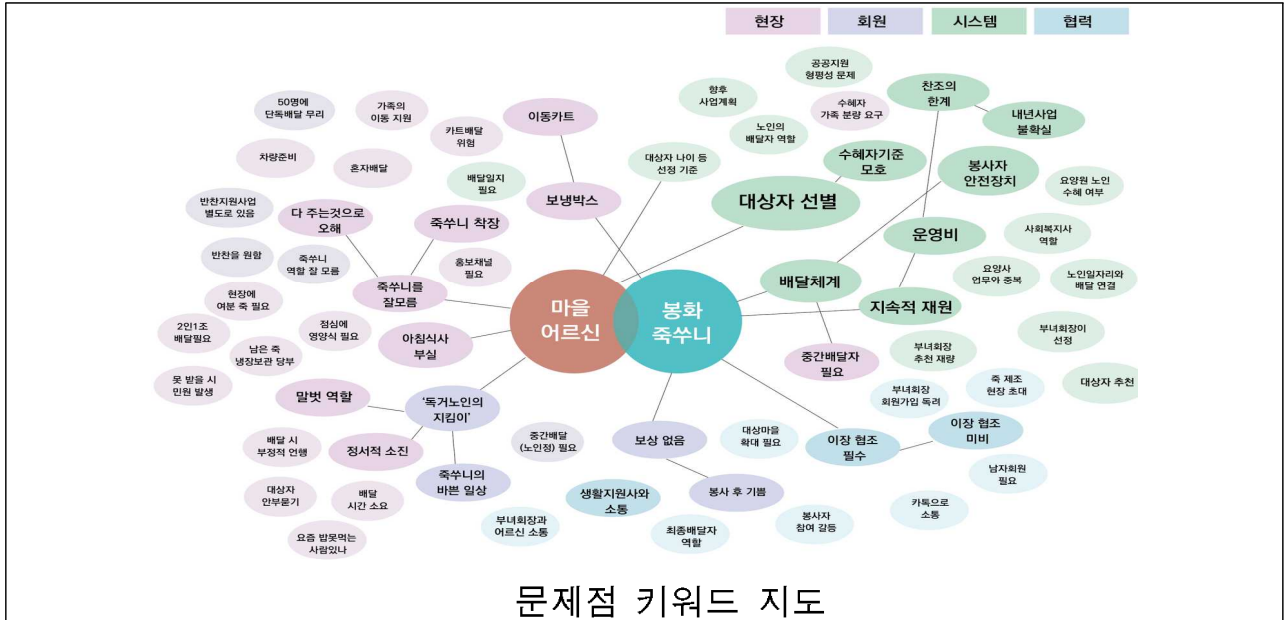 현장
회원
시스템
협력
공공지원
형평성 문제
찬조의
한계
50명에
단독배달 무리
가족의
이동 지원
이동카트
향후
사업계획
수혜자
가족 분량 요구
내년사업
불확실
카트배달
위험
노인의
배달자 역할
차량준비
혼자배달
대상자 나이 등
선정 기준
수혜자기준
모호
봉사자
안전장치
배달일지
필요
보냉박스
대상자 선별
요양원 노인
수혜 여부
반찬지원사업
별도로 있음
다 주는것으로
오해
죽쑤니 착장
운영비
사회복지사
역할
반찬을 원함
죽쑤니
역할 잘 모름
홍보채널
필요
배달체계
요양사
업무와 중복
노인일자리와
배달 연결
현장에
여분 죽 필요
죽쑤니를
잘모름
마을
어르신
봉화
죽쑤니
지속적 재원
2인1조
배달필요
점심에
영양식 필요
아침식사
부실
부녀회장이
선정
남은 죽
냉장보관 당부
중간배달자
필요
부녀회장
추천 재량
못 받을 시
민원 발생
말벗 역할
‘독거노인의
지킴이’
부녀회장
회원가입 독려
죽 제조
현장 초대
대상자 추천
배달 시
부정적 언행
정서적 소진
중간배달
(노인정) 필요
보상 없음
대상마을
확대 필요
이장 협조
필수
이장 협조
미비
대상자
안부묻기
배달
시간 소요
죽쑤니의
바쁜 일상
생활지원사와
소통
봉사 후 기쁨
남자회원
필요
요즘 밥못먹는
사람있나
부녀회장과
어르신 소통
최종배달자
역할
봉사자
참여 갈등
카톡으로
소통
문제점 키워드 지도